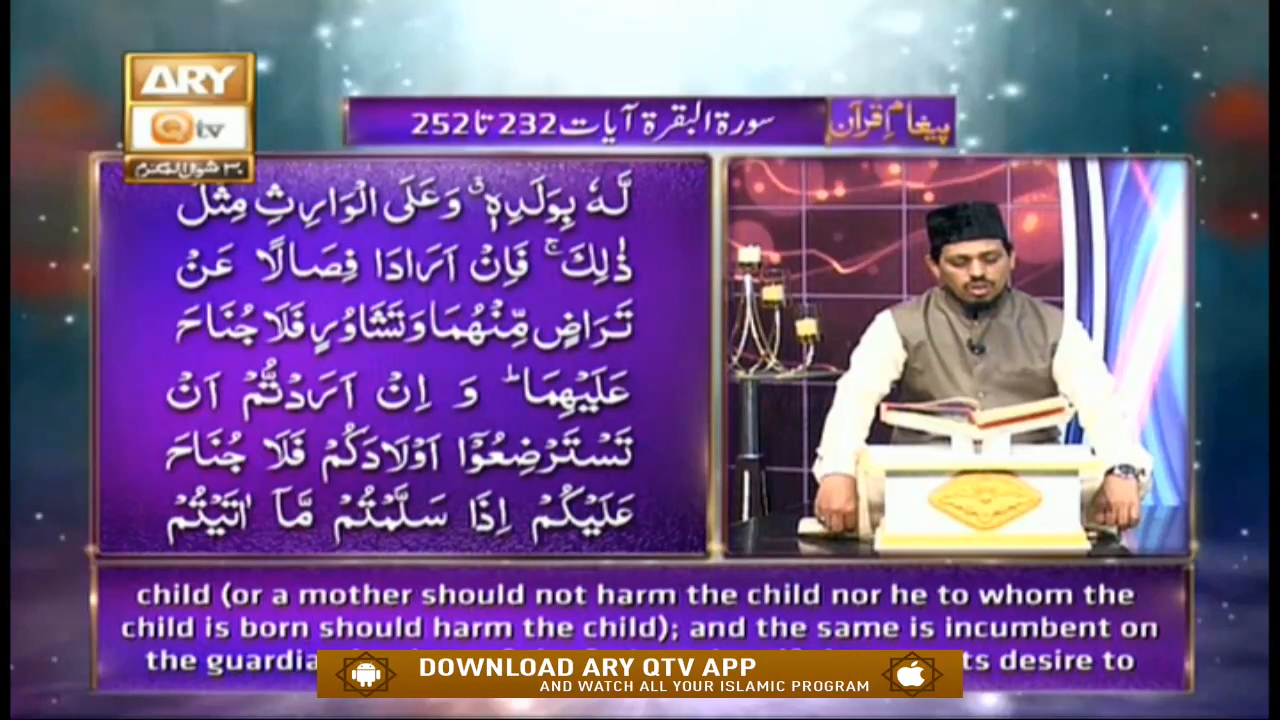 ARY
Qtv
۳۰ شوال المکرم
پیغامِ قرآن
سورۃ البقرۃ آیات 232 تا 252
لَّهٗ بِوَلَدِهٖ ۗ وَعَلَى الْوَارِثِ مِثْلُ
ذٰلِكَ ۚ فَاِنْ اَرَادَا فِصَالًا عَنْ
تَرَاضٍ مِّنْهُمَا وَتَشَاوُرٍ فَلَا جُنَاحَ
عَلَيْهِمَا ؕ وَ اِنْ اَرَدْتُّمْ اَنْ
تَسْتَرْضِعُوْۤا اَوْلَادَكُمْ فَلَا جُنَاحَ
عَلَيْكُمْ اِذَا سَلَّمْتُمْ مَّاۤ اٰتَيْتُمْ
child (or a mother should not harm the child nor he to whom the
child is born should harm the child); and the same is incumbent on
the desire to
DOWNLOAD ARY QTV APP
AND WATCH ALL YOUR ISLAMIC PROGRAM